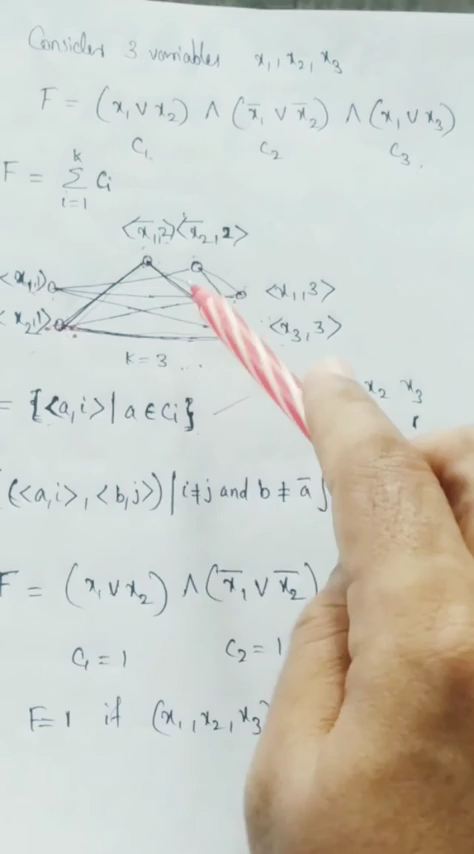 Consider 3 variables x₁, x₂, x₃
F = (x₁ ∨ x₂) ∧ (x̄₁ ∨ x̄₂) ∧ (x₁ ∨ x₃)
C₁ C₂ C₃
F = k Σ i=1 Ci
<x̄₁,2> <x̄₂,2>
<x₁,1> <x₁,3>
<x₂,1> <x₃,3>
k=3 ...
x₂ x₃
= {<a,i> | a ∈ Ci}
(<a,i>, <b,j>) | i≠j and b ≠ ā
F = (x₁ ∨ x₂) ∧ (x̄₁ ∨ x̄₂)
C₁ = 1 C₂ = 1
F=1 if (x₁, x₂, x₃)